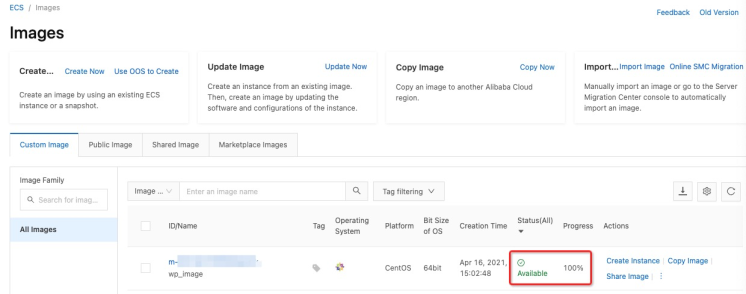 ECS / Images
Feedback Old Version
Images
Create... Create Now Use OOS to Create
Create an image by using an existing ECS
instance or a snapshot.
Update Image Update Now
Create an instance from an existing image.
Then, create an image by updating the
software and configurations of the instance.
Copy Image Copy Now
Copy an image to another Alibaba Cloud
region.
Import... Import Image Online SMC Migration
Manually import an image or go to the Server
Migration Center console to automatically
import an image.
Custom Image Public Image Shared Image Marketplace Images
Image Family
Search for imag...
All Images
Image ... Enter an image name Tag filtering
ID/Name Tag Operating System Platform Bit Size of OS Creation Time Status(All) Progress Actions
m-
wp_image
CentOS 64bit Apr 16, 2021, 15:02:48 Available 100%
Create Instance Copy Image
Share Image